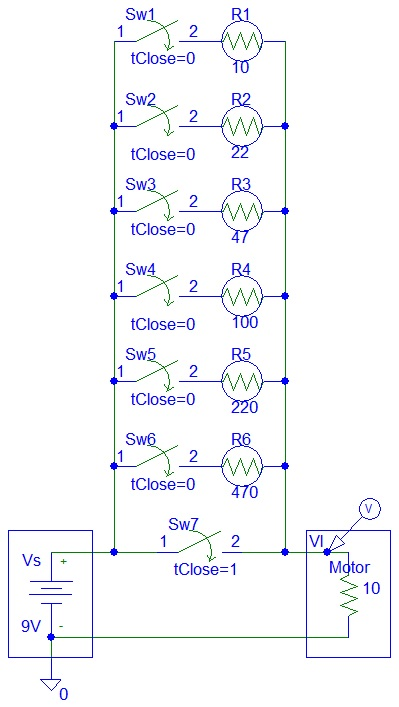 Sw1
R1
1
2
tClose=0
10
Sw2
R2
1
2
tClose=0
22
Sw3
R3
1
2
tClose=0
47
Sw4
R4
1
2
tClose=0
100
Sw5
R5
1
2
tClose=0
220
Sw6
R6
1
2
tClose=0
470
Sw7
1
2
tClose=1
V
Vs
+
9V
-
0
Vl
Motor
10